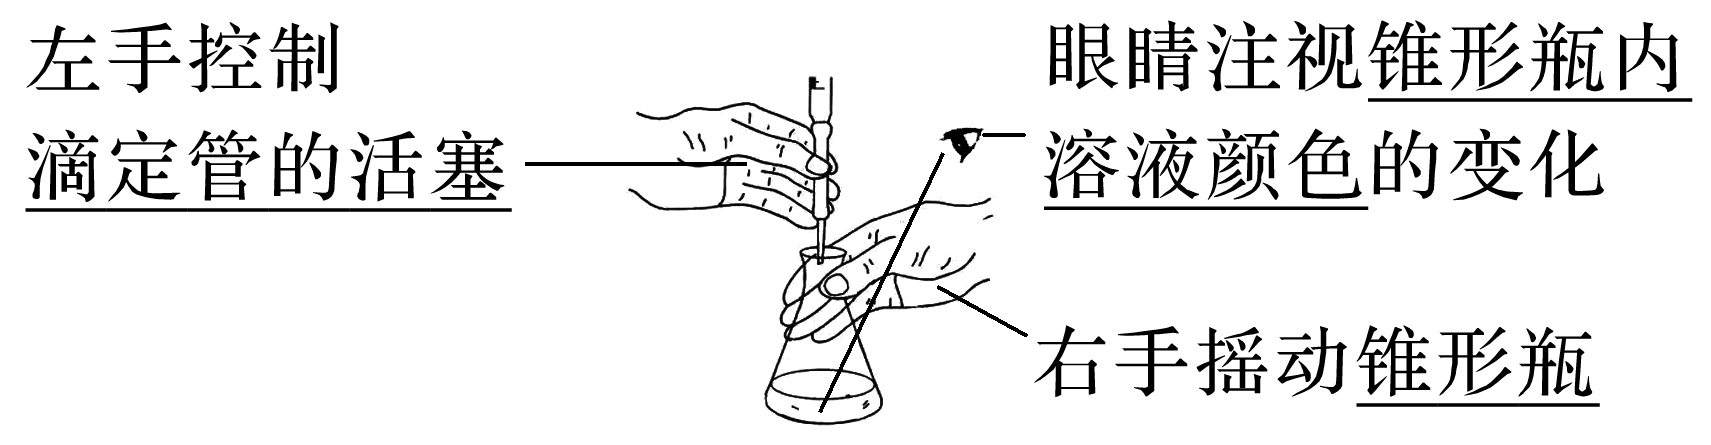 左手控制
滴定管的活塞
眼睛注视锥形瓶内
溶液颜色的变化
右手摇动锥形瓶